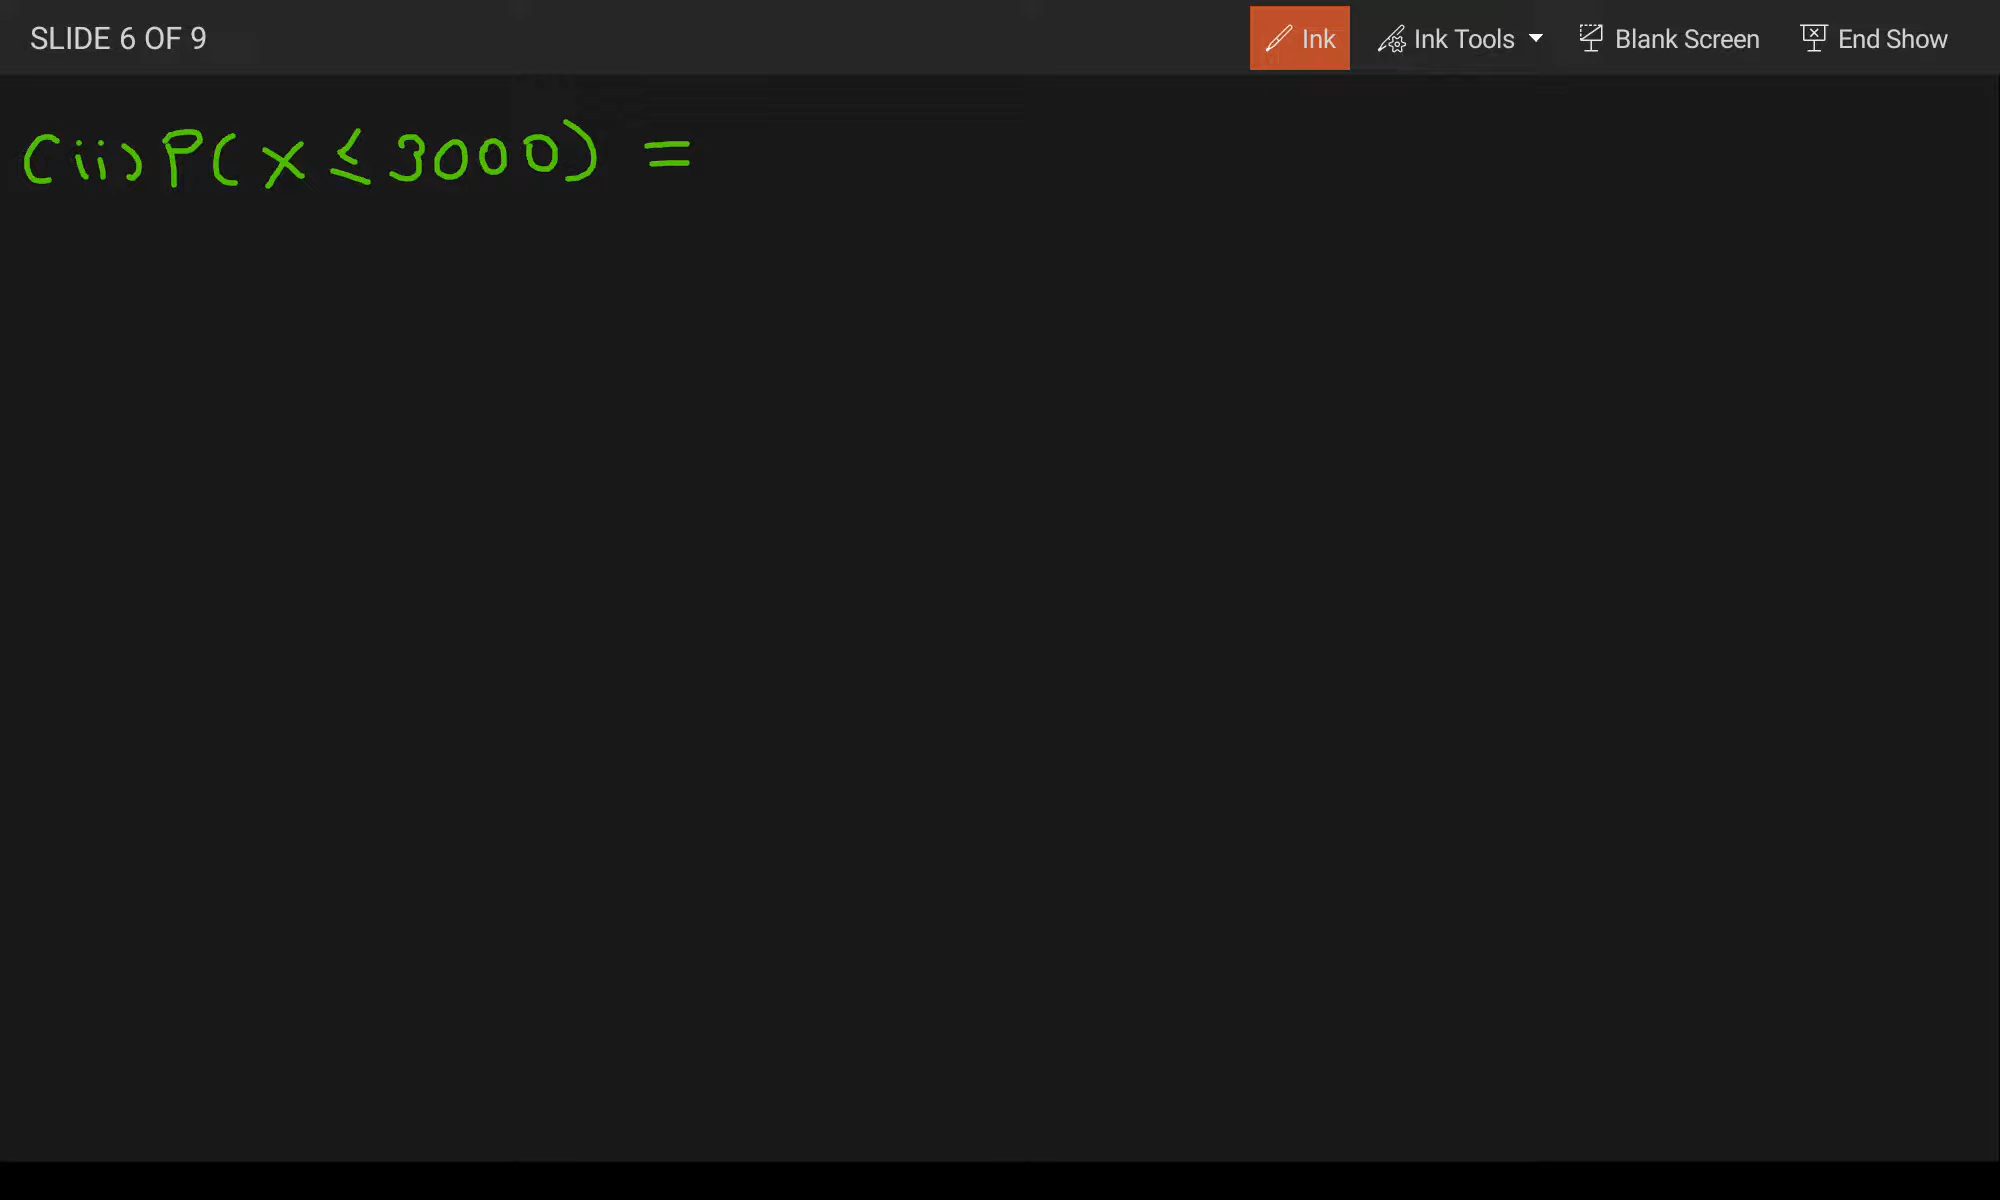 SLIDE 6 OF 9 Ink Ink Tools Blank Screen End Show
(ii) P(X ≤ 3000) =